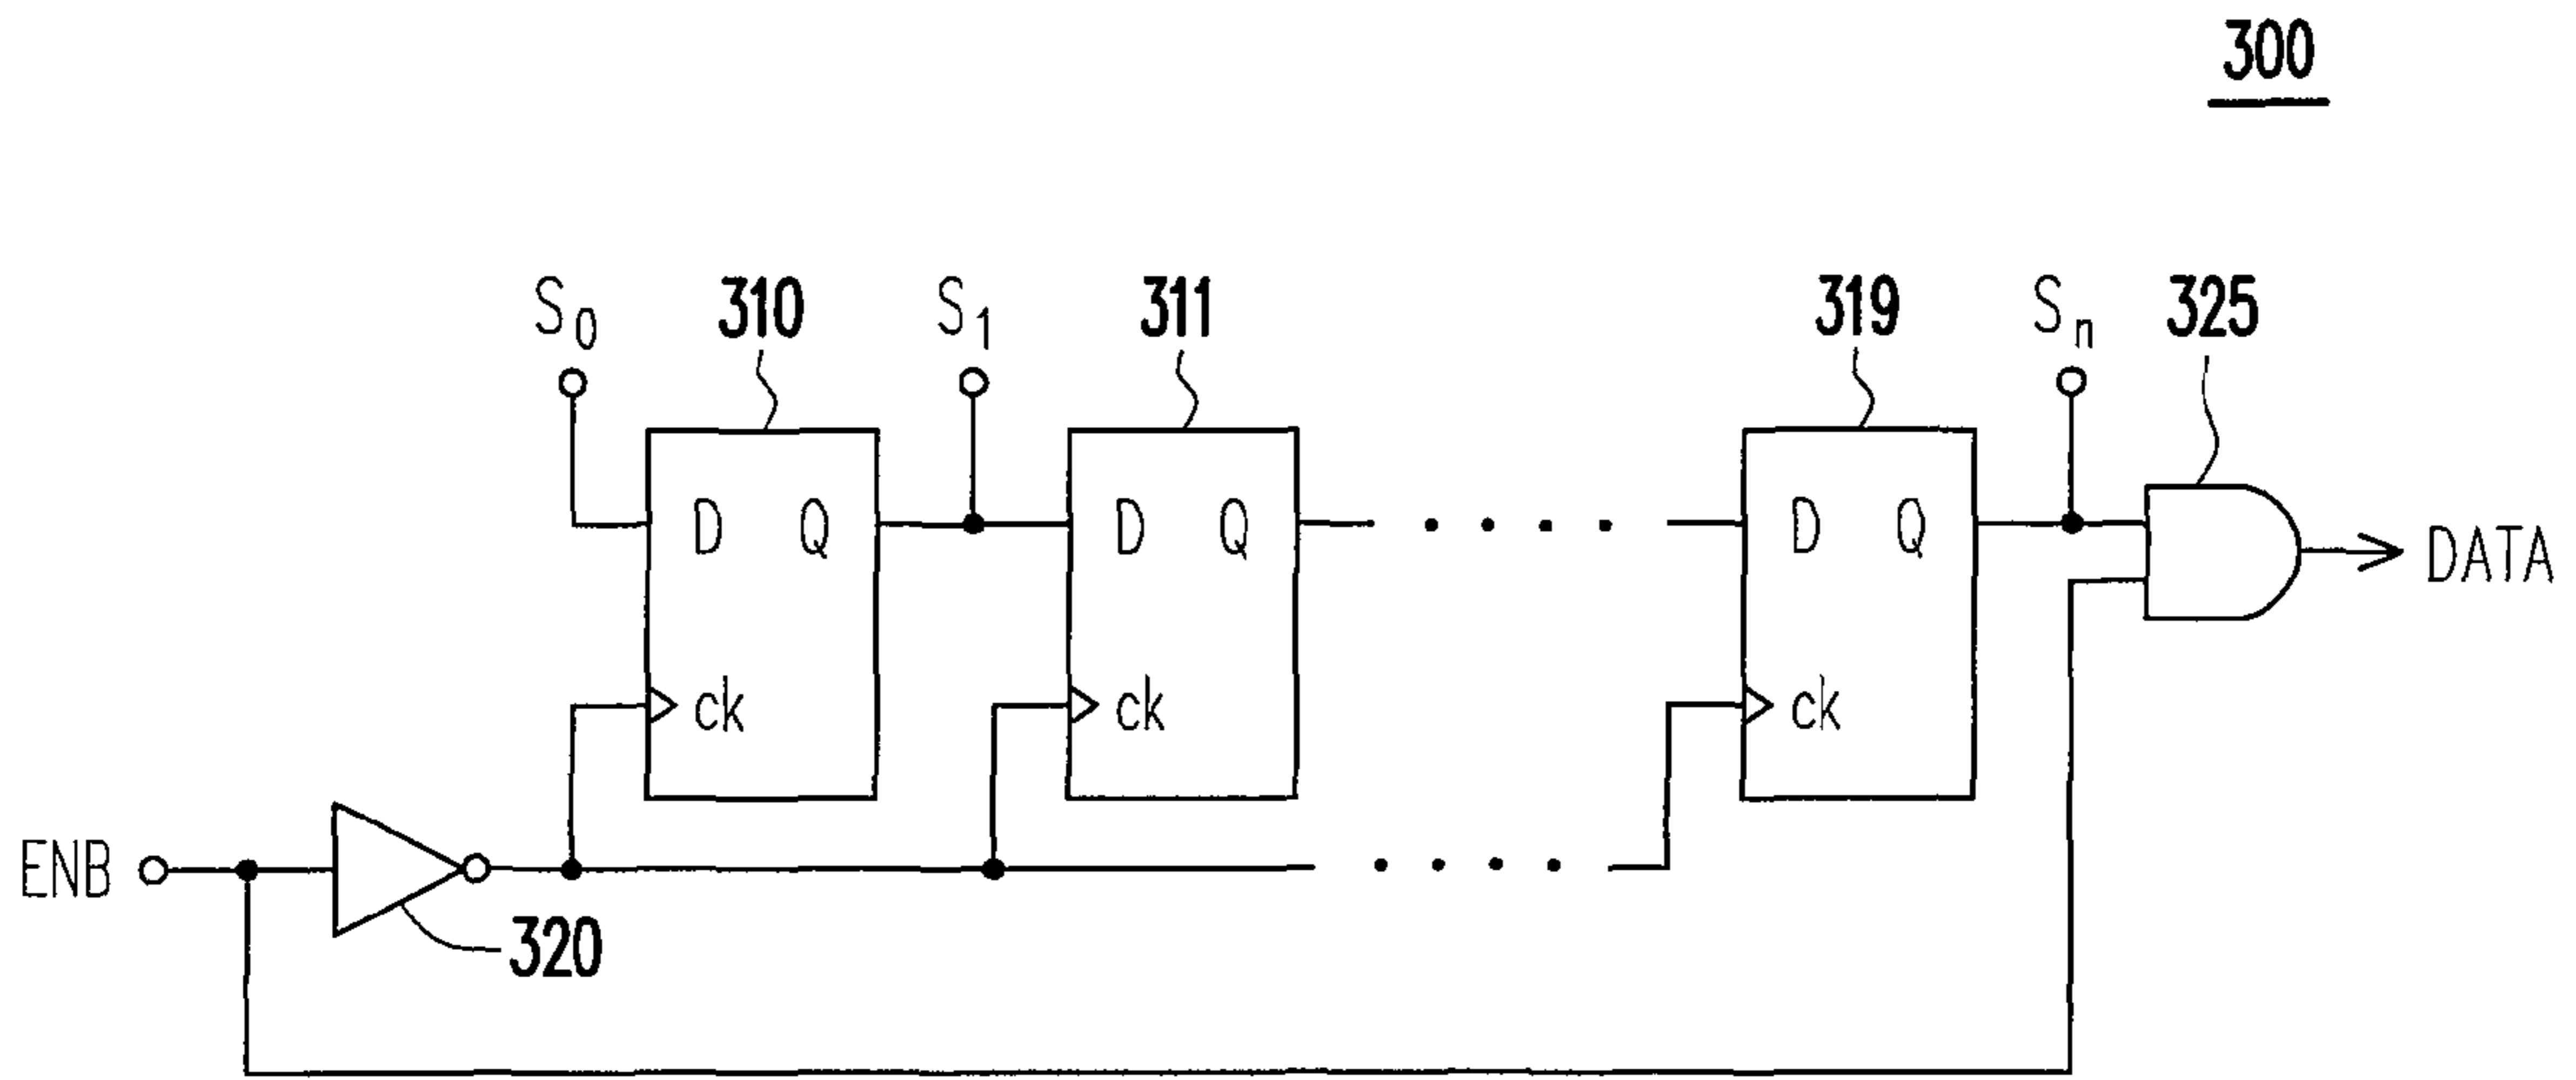 300
S0 310 S1 311 319 Sn 325
D Q D Q D Q DATA
ck ck ck
ENB
320